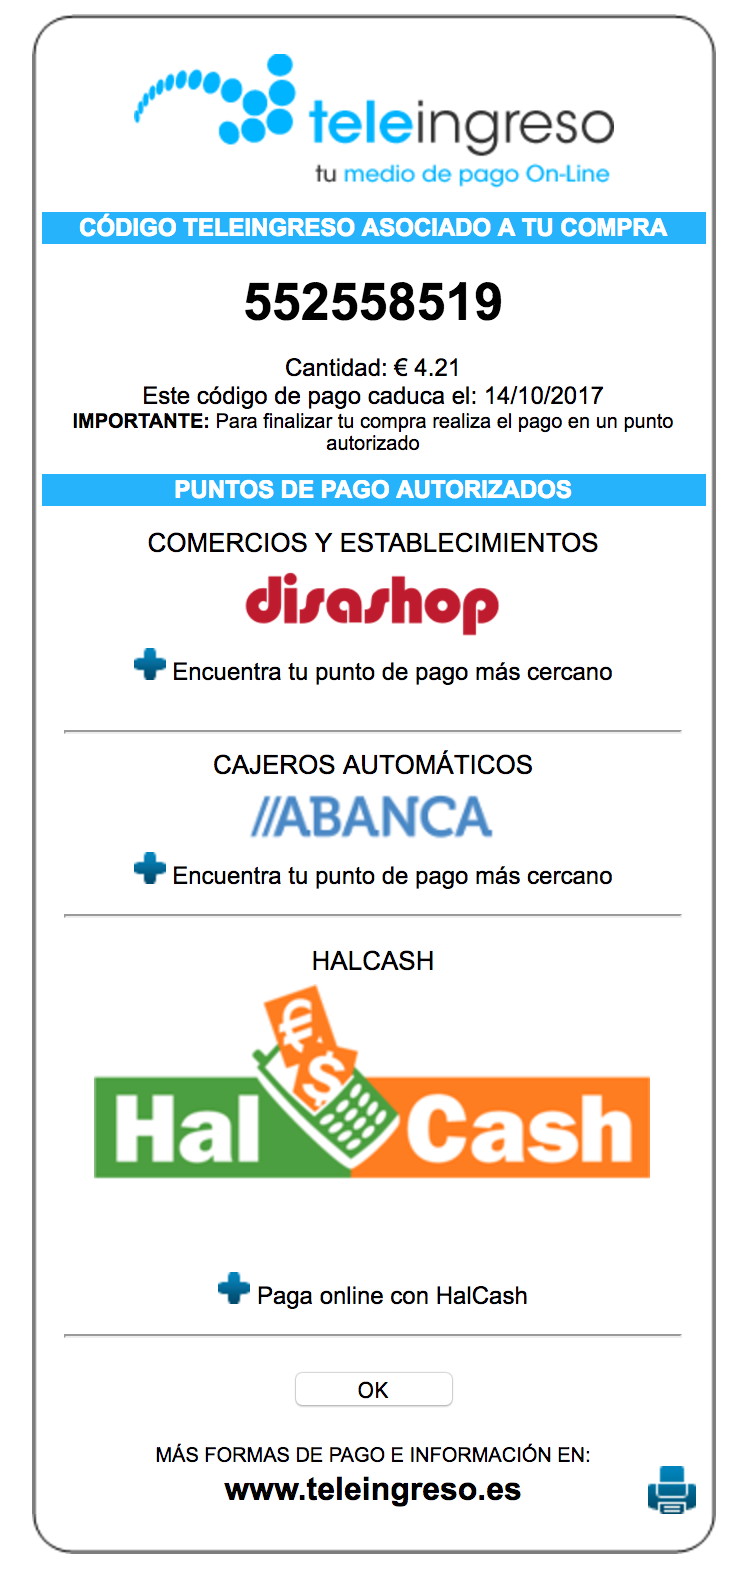 teleingreso
tu medio de pago On-Line
CÓDIGO TELEINGRESO ASOCIADO A TU COMPRA
552558519
Cantidad: € 4.21
Este código de pago caduca el: 14/10/2017
IMPORTANTE: Para finalizar tu compra realiza el pago en un punto
autorizado
PUNTOS DE PAGO AUTORIZADOS
COMERCIOS Y ESTABLECIMIENTOS
disashop
Encuentra tu punto de pago más cercano
CAJEROS AUTOMÁTICOS
//ABANCA
Encuentra tu punto de pago más cercano
HALCASH
€
$
Hal Cash
Paga online con HalCash
OK
MÁS FORMAS DE PAGO E INFORMACIÓN EN:
www.teleingreso.es